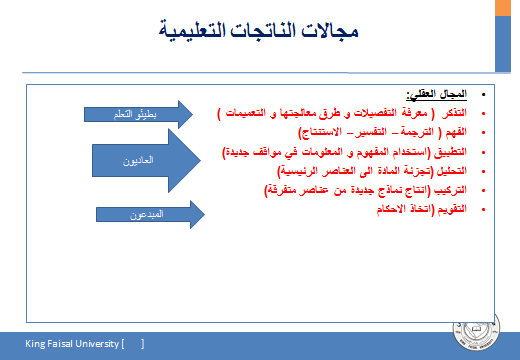 مجالات الناتجات التعليمية
• المجال العقلي:
• التذكر ( معرفة التفصيلات و طرق معالجتها و التعميمات )
• الفهم ( الترجمة – التفسير – الاستنتاج)
• التطبيق (استخدام المفهوم و المعلومات في مواقف جديدة)
• التحليل (تجزئة المادة الى العناصر الرئيسية)
• التركيب (انتاج نماذج جديدة من عناصر متفرقة)
• التقويم (اتخاذ الاحكام
بطيئو التعلم
العاديون
المبدعون
King Faisal University [ ]